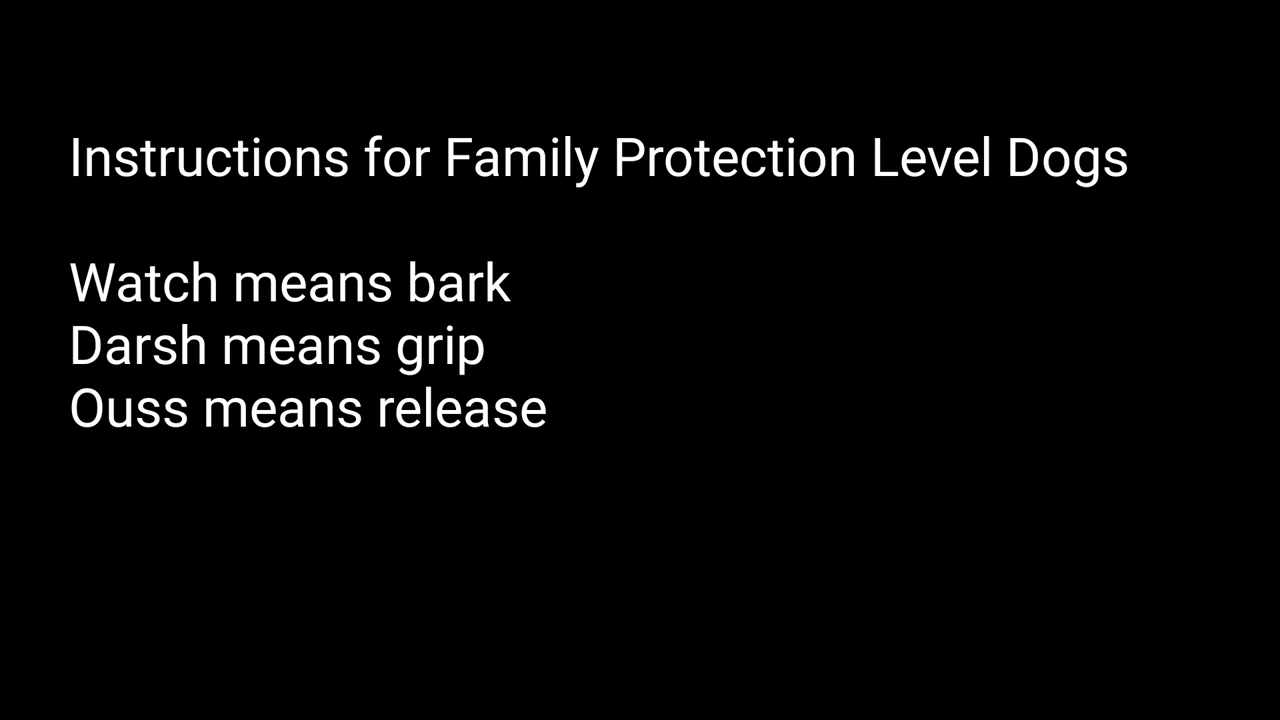 Instructions for Family Protection Level Dogs
Watch means bark
Darsh means grip
Ouss means release